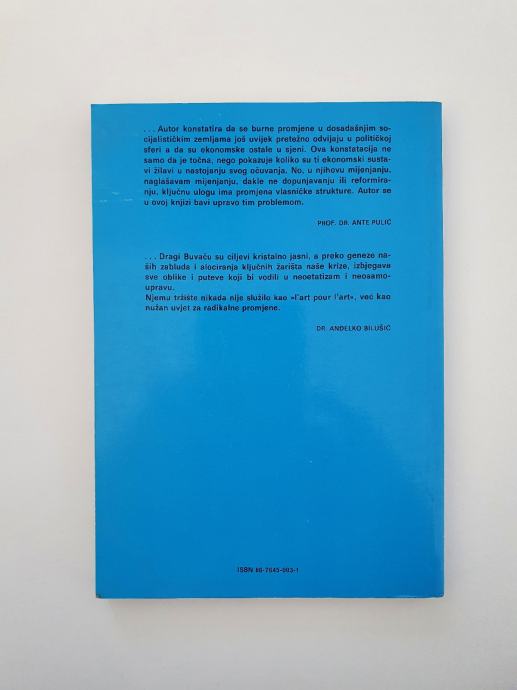 ... Autor konstatira da se burne promjene u dosadašnjim so-
cijalističkim zemljama još uvijek pretežno odvijaju u političkoj
sferi a da su ekonomske ostale u sjeni. Ova konstatacija ne
samo da je točna, nego pokazuje koliko su ti ekonomski susta-
vi žilavi u nastojanju svog očuvanja. No, u njihovu mijenjanju,
naglašavam mijenjanju, dakle ne dopunjavanju ili reformira-
nju, ključnu ulogu ima promjena vlasničke strukture. Autor se
u ovoj knjizi bavi upravo tim problemom.
PROF. DR. ANTE PULIĆ
... Dragi Buvaču su ciljevi kristalno jasni, a preko geneze na-
ših zabluda i alociranja ključnih žarišta naše krize, izbjegava
sve oblike i puteve koji bi vodili u neoetatizam i neosamo-
upravu.
Njemu tržište nikada nije služilo kao »l'art pour l'art«, već kao
nužan uvjet za radikalne promjene.
DR. ANĐELKO BILUŠIĆ
ISBN 86-7645-003-1